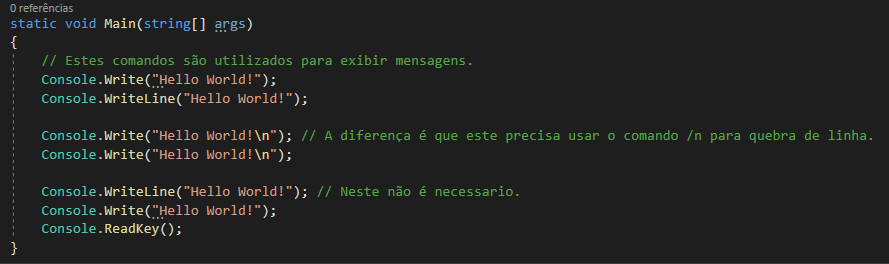 0 referências
static void Main(string[] args)
{
// Estes comandos são utilizados para exibir mensagens.
Console.Write("Hello World!");
Console.WriteLine("Hello World!");
Console.Write("Hello World!\n"); // A diferença é que este precisa usar o comando /n para quebra de linha.
Console.Write("Hello World!\n");
Console.WriteLine("Hello World!"); // Neste não é necessario.
Console.Write("Hello World!");
Console.ReadKey();
}